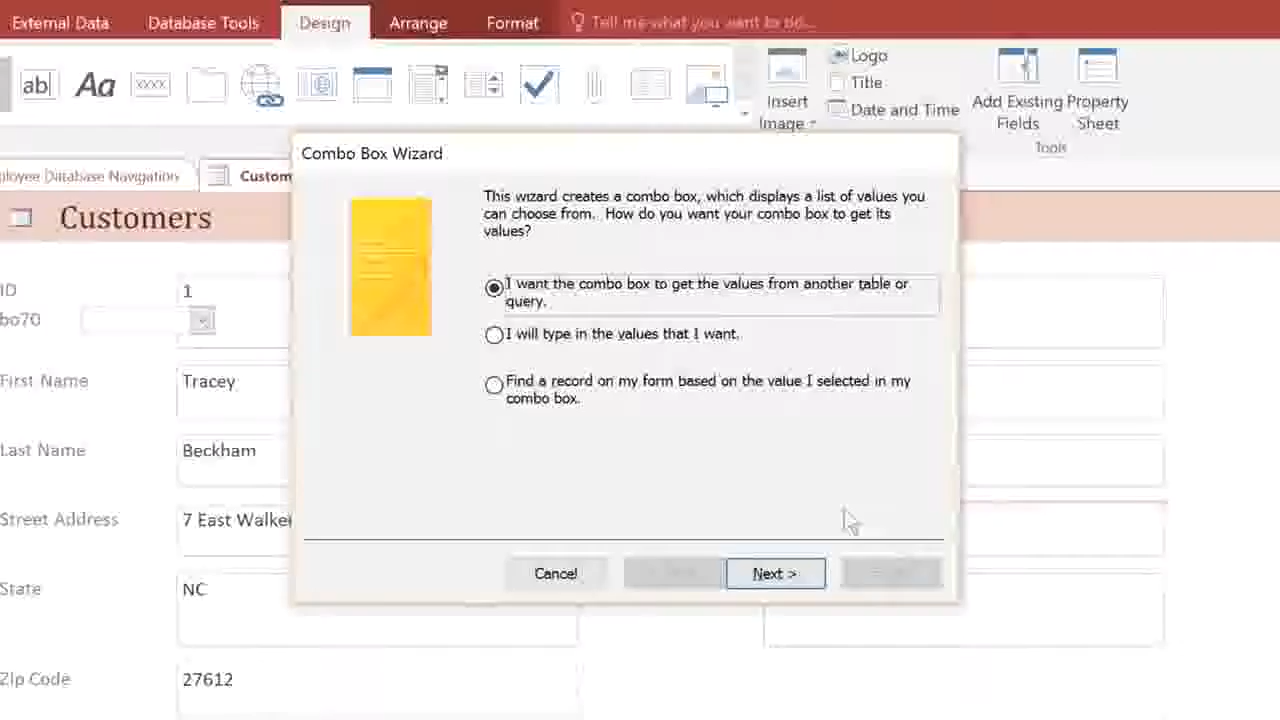 External Data Database Tools Design Arrange Format Tell me what you want to do...
ab| Aa XXXX
Insert Image
Logo
Title
Date and Time
Add Existing Fields
Property Sheet
Tools
ployee Database Navigation Custom
Combo Box Wizard
Customers
This wizard creates a combo box, which displays a list of values you
can choose from. How do you want your combo box to get its
values?
I want the combo box to get the values from another table or
query.
I will type in the values that I want.
Find a record on my form based on the value I selected in my
combo box.
Cancel Next >
ID 1
bo70
First Name Tracey
Last Name Beckham
Street Address 7 East Walke
State NC
Zip Code 27612